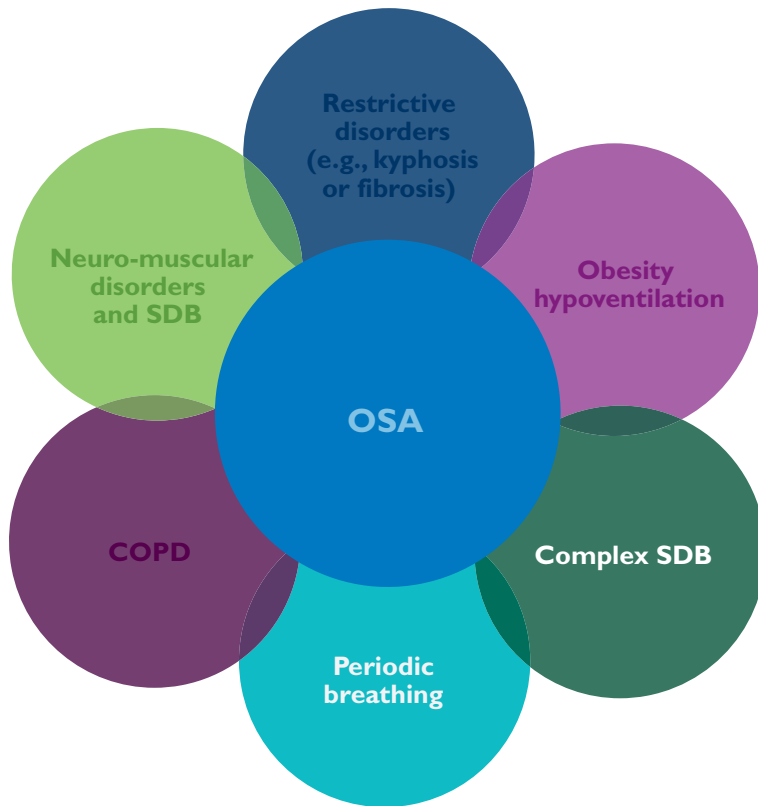 Restrictive
disorders
(e.g., kyphosis
or fibrosis)
Neuro-muscular
disorders
and SDB
Obesity
hypoventilation
OSA
COPD
Complex SDB
Periodic
breathing